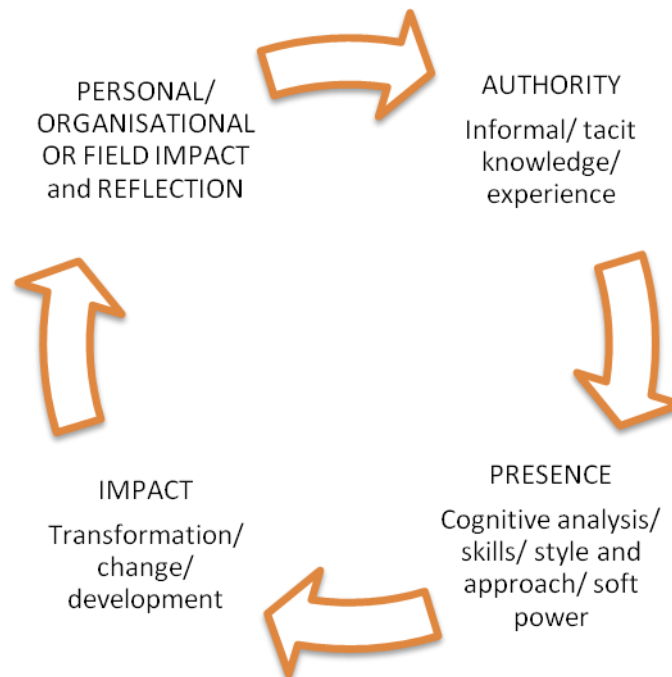 PERSONAL/
ORGANISATIONAL
OR FIELD IMPACT
and REFLECTION
AUTHORITY
Informal/ tacit
knowledge/
experience
PRESENCE
Cognitive analysis/
skills/ style and
approach/ soft
power
IMPACT
Transformation/
change/
development